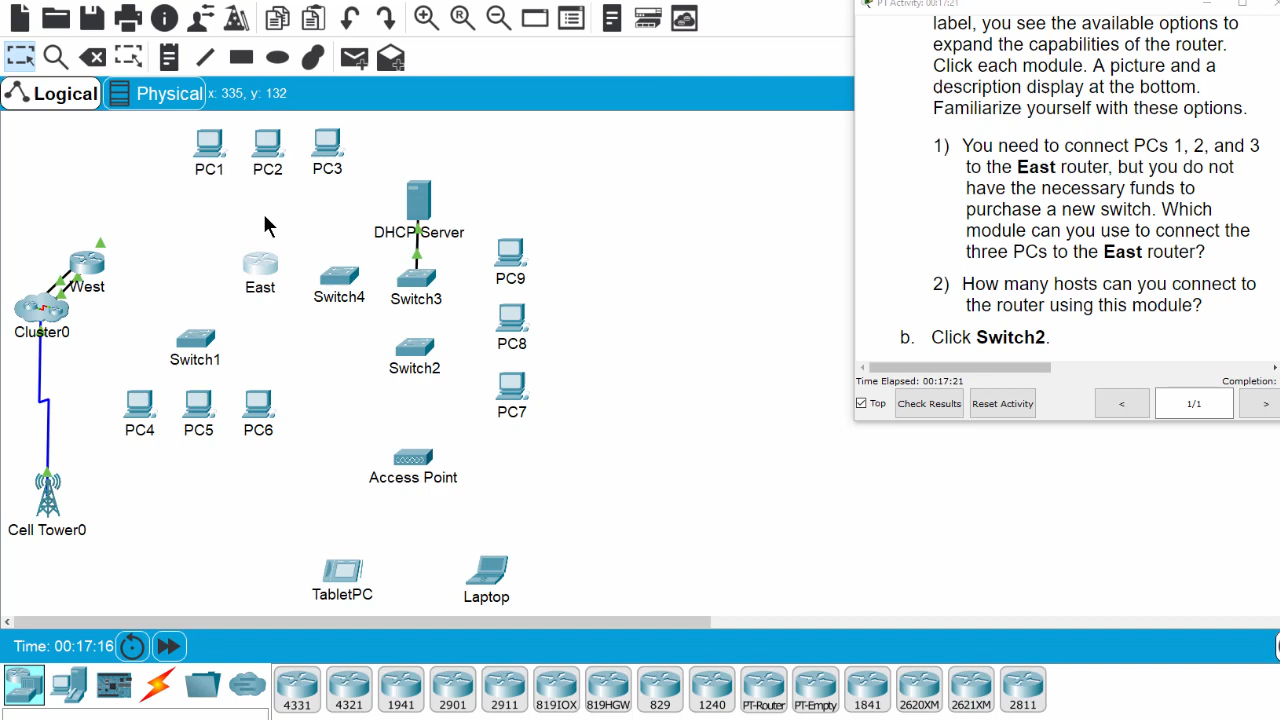 PT Activity: 00:17:21
label, you see the available options to
expand the capabilities of the router.
Click each module. A picture and a
description display at the bottom.
Familiarize yourself with these options.
1) You need to connect PCs 1, 2, and 3
to the East router, but you do not
have the necessary funds to
purchase a new switch. Which
module can you use to connect the
three PCs to the East router?
2) How many hosts can you connect to
the router using this module?
b. Click Switch2.
Time Elapsed: 00:17:21
Completion:
Top
Check Results
Reset Activity
<
1/1
>
Logical
Physical
x: 335, y: 132
PC1
PC2
PC3
DHCP Server
West
East
Switch4
Switch3
PC9
Cluster0
Switch1
Switch2
PC8
PC4
PC5
PC6
PC7
Access Point
Cell Tower0
TabletPC
Laptop
Time: 00:17:16
4331
4321
1941
2901
2911
819IOX
819HGW
829
1240
PT-Router
PT-Empty
1841
2620XM
2621XM
2811